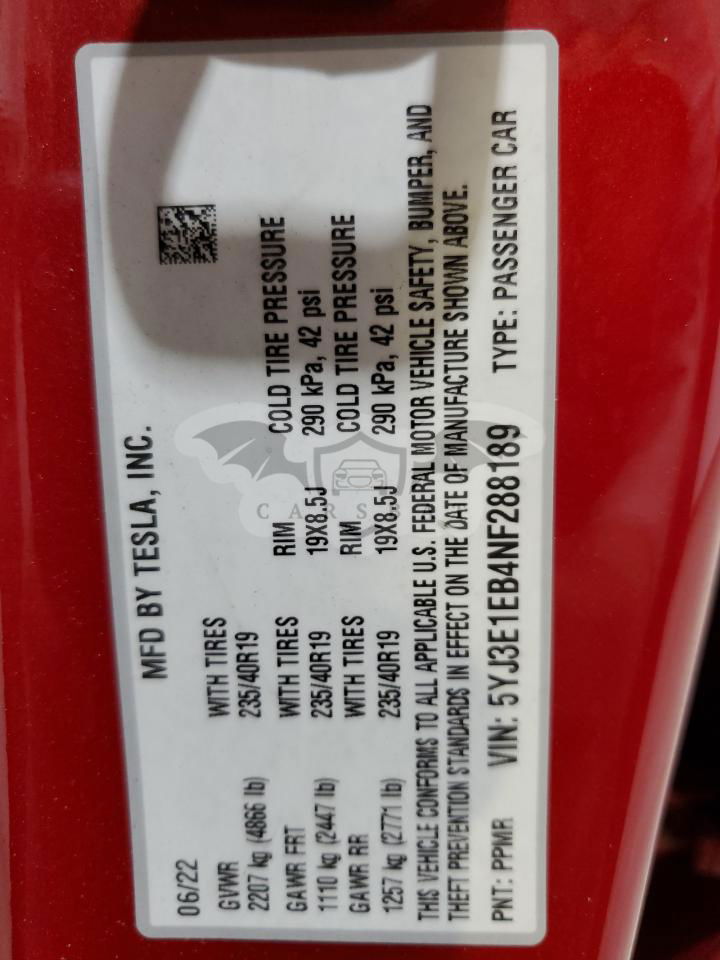 MFD BY TESLA, INC.
06/22
GVWR WITH TIRES
2207 kg (4866 lb) 235/40R19
GAWR FRT WITH TIRES RIM COLD TIRE PRESSURE
1110 kg (2447 lb) 235/40R19 19X8.5J 290 kPa, 42 psi
GAWR RR WITH TIRES RIM COLD TIRE PRESSURE
1257 kg (2771 lb) 235/40R19 19X8.5J 290 kPa, 42 psi
THIS VEHICLE CONFORMS TO ALL APPLICABLE U.S. FEDERAL MOTOR VEHICLE SAFETY, BUMPER, AND
THEFT PREVENTION STANDARDS IN EFFECT ON THE DATE OF MANUFACTURE SHOWN ABOVE.
PNT: PPMR VIN: 5YJ3E1EB4NF288189 TYPE: PASSENGER CAR